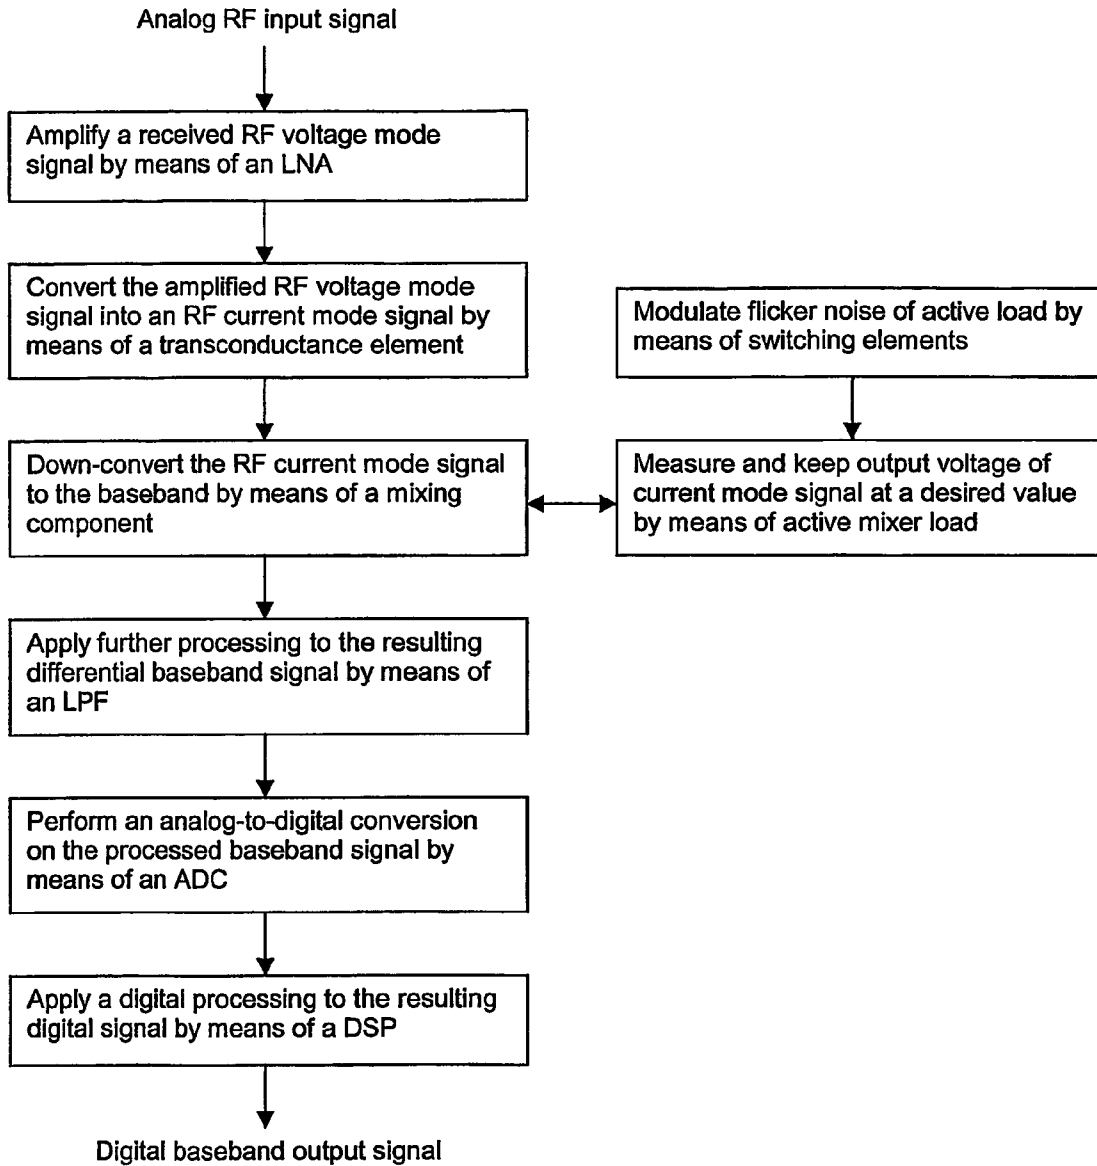 Analog RF input signal
Amplify a received RF voltage mode
signal by means of an LNA
Convert the amplified RF voltage mode
signal into an RF current mode signal by
means of a transconductance element
Modulate flicker noise of active load by
means of switching elements
Down-convert the RF current mode signal
to the baseband by means of a mixing
component
Measure and keep output voltage of
current mode signal at a desired value
by means of active mixer load
Apply further processing to the resulting
differential baseband signal by means of
an LPF
Perform an analog-to-digital conversion
on the processed baseband signal by
means of an ADC
Apply a digital processing to the resulting
digital signal by means of a DSP
Digital baseband output signal